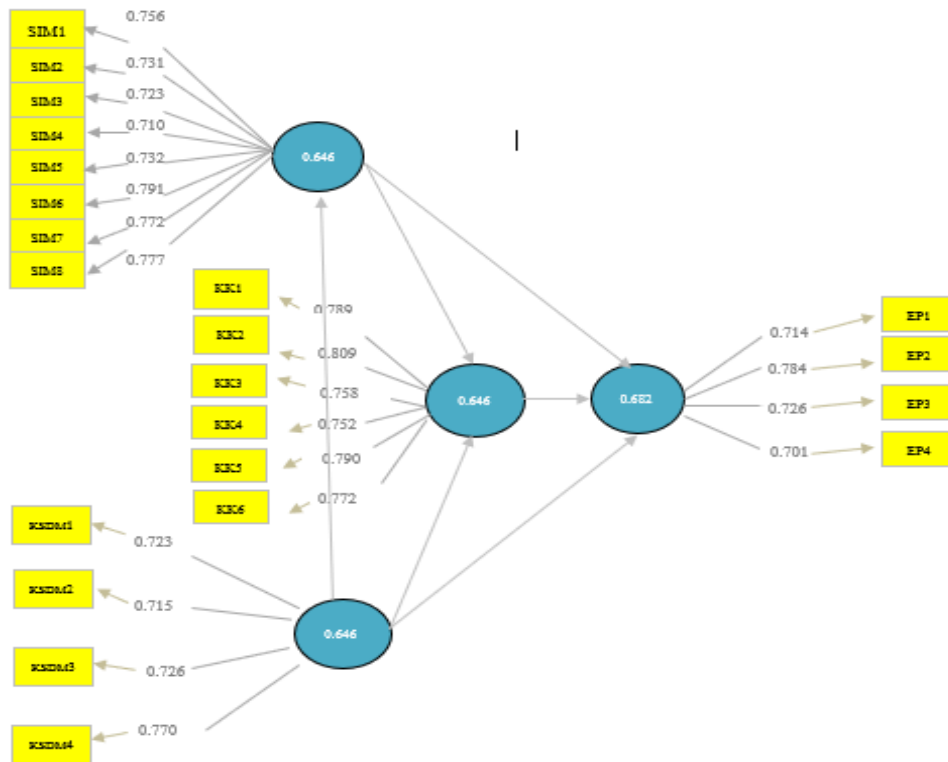 SIM1
0.756
SIM2
0.731
SIM3
0.723
SIM4
0.710
SIM5
0.732
SIM6
0.791
SIM7
0.772
SIM8
0.777
0.646
KK1
0.789
KK2
0.809
KK3
0.758
KK4
0.752
KK5
0.790
KK6
0.772
0.646
0.682
0.714
EP1
0.784
EP2
0.726
EP3
0.701
EP4
KSDM1
0.723
KSDM2
0.715
KSDM3
0.726
KSDM4
0.770
0.646